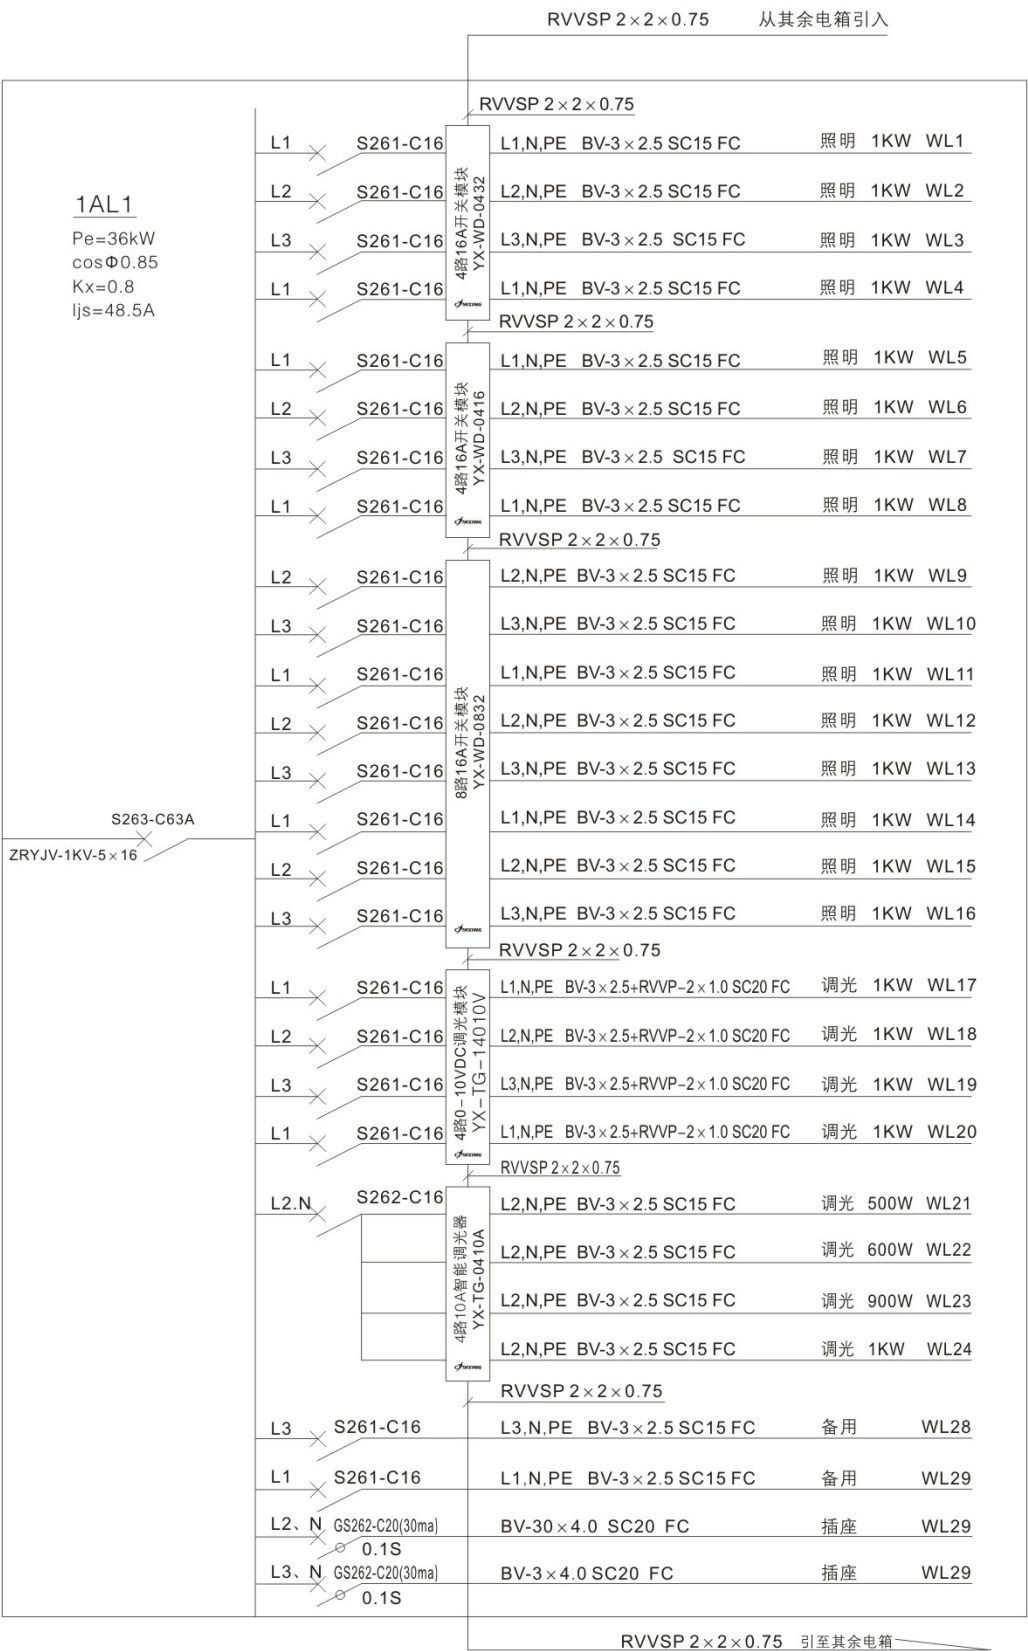 RVVSP 2×2×0.75 从其余电箱引入
RVVSP 2×2×0.75
1AL1
Pe=36kW
cosΦ0.85
Kx=0.8
Ijs=48.5A
S263-C63A
ZRYJV-1KV-5×16
4路16A开关模块
YX-WD-0432
L1 S261-C16 L1,N,PE BV-3×2.5 SC15 FC 照明 1KW WL1
L2 S261-C16 L2,N,PE BV-3×2.5 SC15 FC 照明 1KW WL2
L3 S261-C16 L3,N,PE BV-3×2.5 SC15 FC 照明 1KW WL3
L1 S261-C16 L1,N,PE BV-3×2.5 SC15 FC 照明 1KW WL4
RVVSP 2×2×0.75
4路16A开关模块
YX-WD-0416
L1 S261-C16 L1,N,PE BV-3×2.5 SC15 FC 照明 1KW WL5
L2 S261-C16 L2,N,PE BV-3×2.5 SC15 FC 照明 1KW WL6
L3 S261-C16 L3,N,PE BV-3×2.5 SC15 FC 照明 1KW WL7
L1 S261-C16 L1,N,PE BV-3×2.5 SC15 FC 照明 1KW WL8
RVVSP 2×2×0.75
8路16A开关模块
YX-WD-0832
L2 S261-C16 L2,N,PE BV-3×2.5 SC15 FC 照明 1KW WL9
L3 S261-C16 L3,N,PE BV-3×2.5 SC15 FC 照明 1KW WL10
L1 S261-C16 L1,N,PE BV-3×2.5 SC15 FC 照明 1KW WL11
L2 S261-C16 L2,N,PE BV-3×2.5 SC15 FC 照明 1KW WL12
L3 S261-C16 L3,N,PE BV-3×2.5 SC15 FC 照明 1KW WL13
L1 S261-C16 L1,N,PE BV-3×2.5 SC15 FC 照明 1KW WL14
L2 S261-C16 L2,N,PE BV-3×2.5 SC15 FC 照明 1KW WL15
L3 S261-C16 L3,N,PE BV-3×2.5 SC15 FC 照明 1KW WL16
RVVSP 2×2×0.75
4路0-10VDC调光模块
YX-TG-14010V
L1 S261-C16 L1,N,PE BV-3×2.5+RVVP-2×1.0 SC20 FC 调光 1KW WL17
L2 S261-C16 L2,N,PE BV-3×2.5+RVVP-2×1.0 SC20 FC 调光 1KW WL18
L3 S261-C16 L3,N,PE BV-3×2.5+RVVP-2×1.0 SC20 FC 调光 1KW WL19
L1 S261-C16 L1,N,PE BV-3×2.5+RVVP-2×1.0 SC20 FC 调光 1KW WL20
RVVSP 2×2×0.75
4路10A智能调光器
YX-TG-0410A
L2.N S262-C16 L2,N,PE BV-3×2.5 SC15 FC 调光 500W WL21
L2,N,PE BV-3×2.5 SC15 FC 调光 600W WL22
L2,N,PE BV-3×2.5 SC15 FC 调光 900W WL23
L2,N,PE BV-3×2.5 SC15 FC 调光 1KW WL24
RVVSP 2×2×0.75
L3 S261-C16 L3,N,PE BV-3×2.5 SC15 FC 备用 WL28
L1 S261-C16 L1,N,PE BV-3×2.5 SC15 FC 备用 WL29
L2、N GS262-C20(30ma) BV-30×4.0 SC20 FC 插座 WL29
0.1S
L3、N GS262-C20(30ma) BV-3×4.0 SC20 FC 插座 WL29
0.1S
RVVSP 2×2×0.75 引至其余电箱